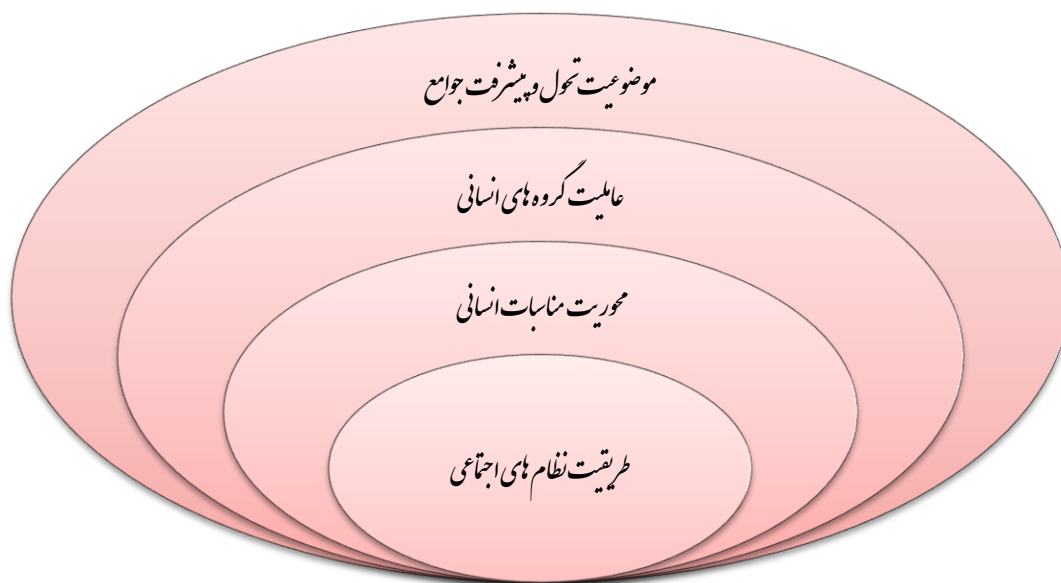 موضوعیت تحول و پیشرفت جوامع
عاملیت گروه های انسانی
محوریت مناسبات انسانی
طریقیت نظام های اجتماعی